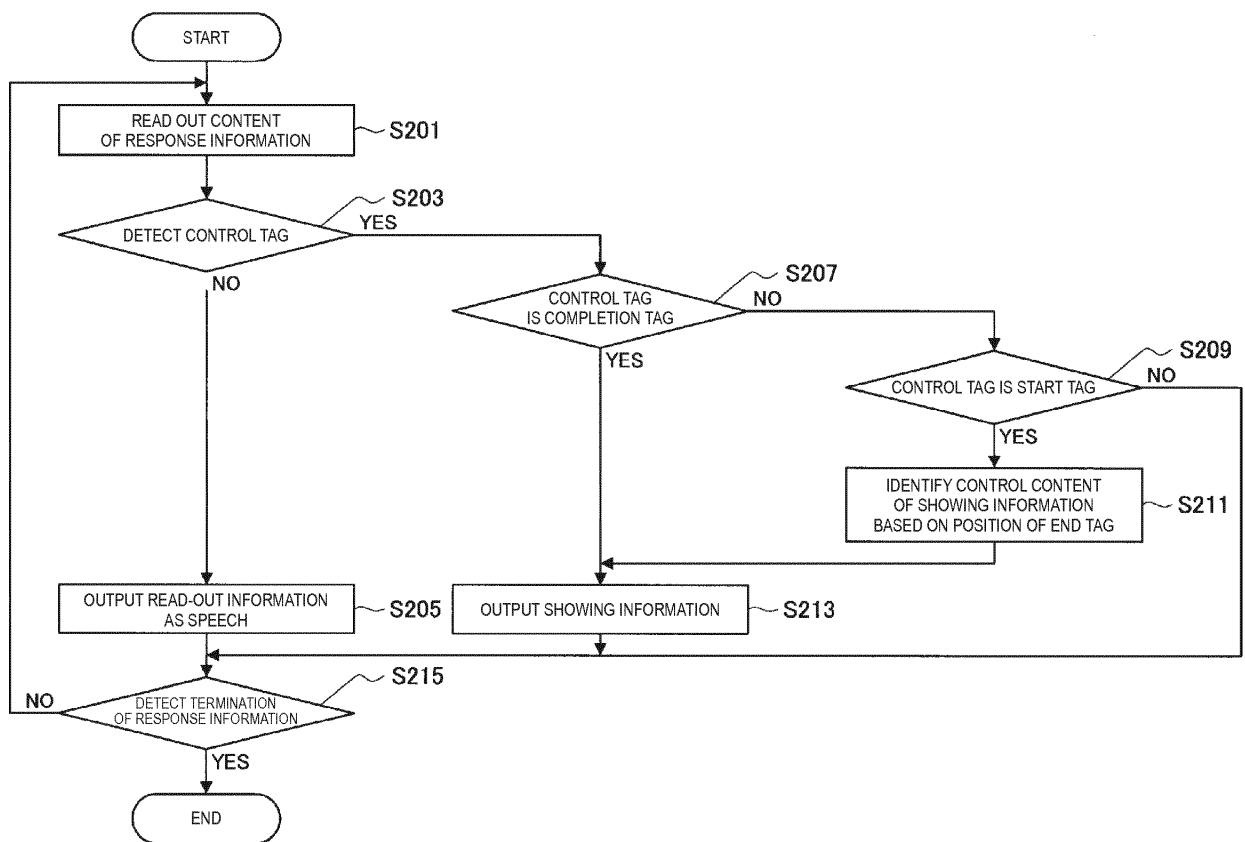 START
READ OUT CONTENT
OF RESPONSE INFORMATION
S201
S203
DETECT CONTROL TAG
YES
NO
S207
CONTROL TAG
IS COMPLETION TAG
NO
YES
S209
CONTROL TAG IS START TAG
NO
YES
IDENTIFY CONTROL CONTENT
OF SHOWING INFORMATION
BASED ON POSITION OF END TAG
S211
OUTPUT READ-OUT INFORMATION
AS SPEECH
S205
OUTPUT SHOWING INFORMATION
S213
S215
NO
DETECT TERMINATION
OF RESPONSE INFORMATION
YES
END